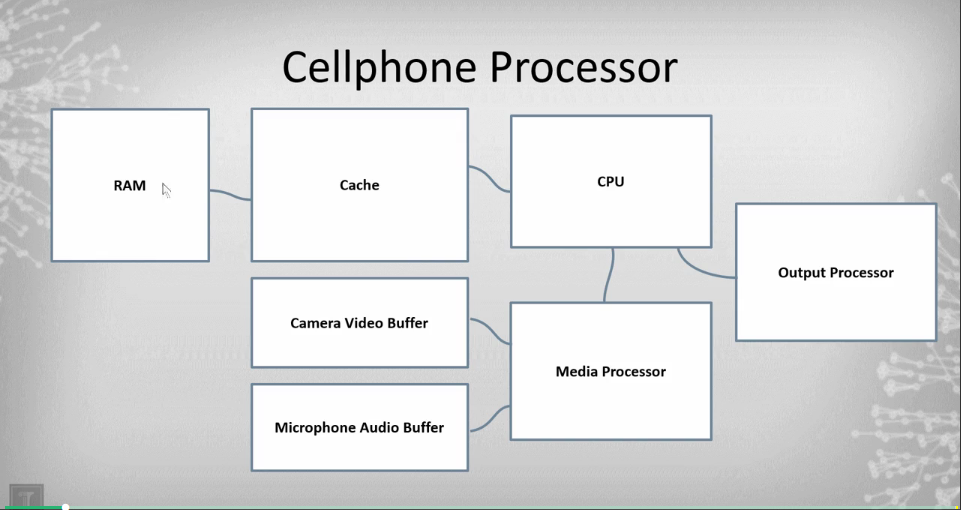 Cellphone Processor
RAM
Cache
CPU
Output Processor
Camera Video Buffer
Media Processor
Microphone Audio Buffer